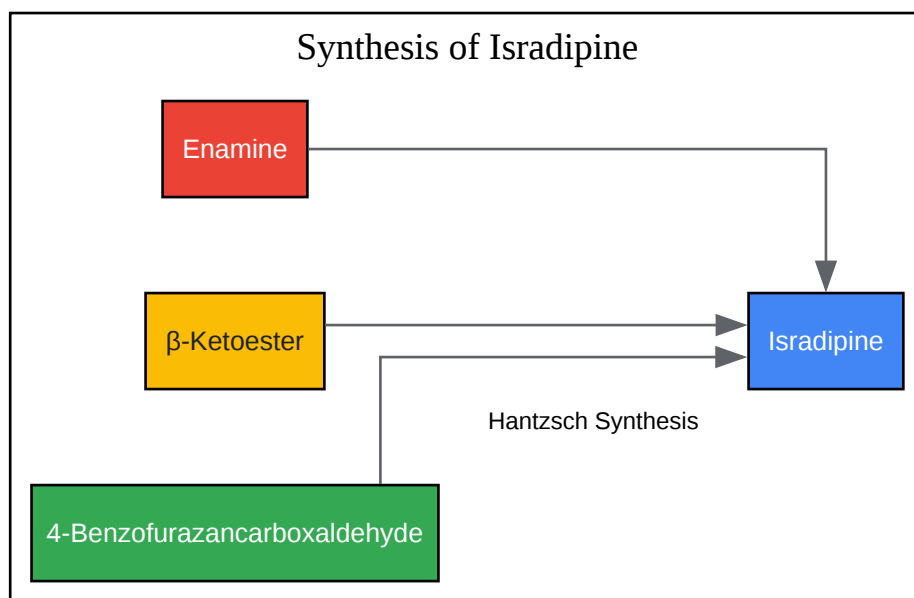 Synthesis of Isradipine
Enamine
β-Ketoester
Isradipine
Hantzsch Synthesis
4-Benzofurazancarboxaldehyde